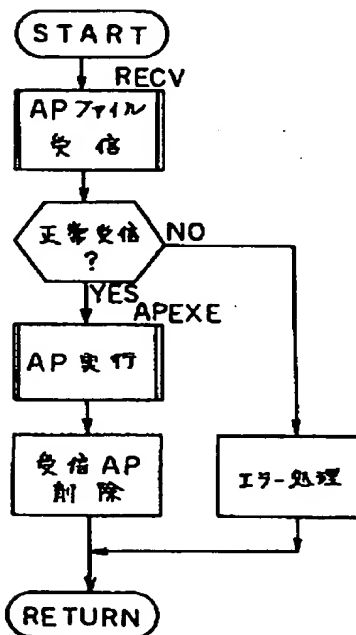 START
RECV
APファイル
受信
正常受信
?
NO
YES
APEXE
AP実行
受信AP
削除
エラー処理
RETURN